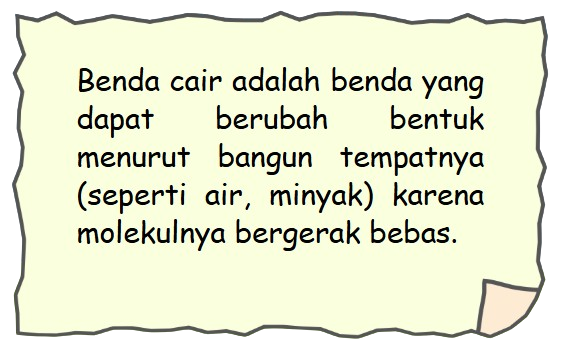 Benda cair adalah benda yang
dapat berubah bentuk
menurut bangun tempatnya
(seperti air, minyak) karena
molekulnya bergerak bebas.